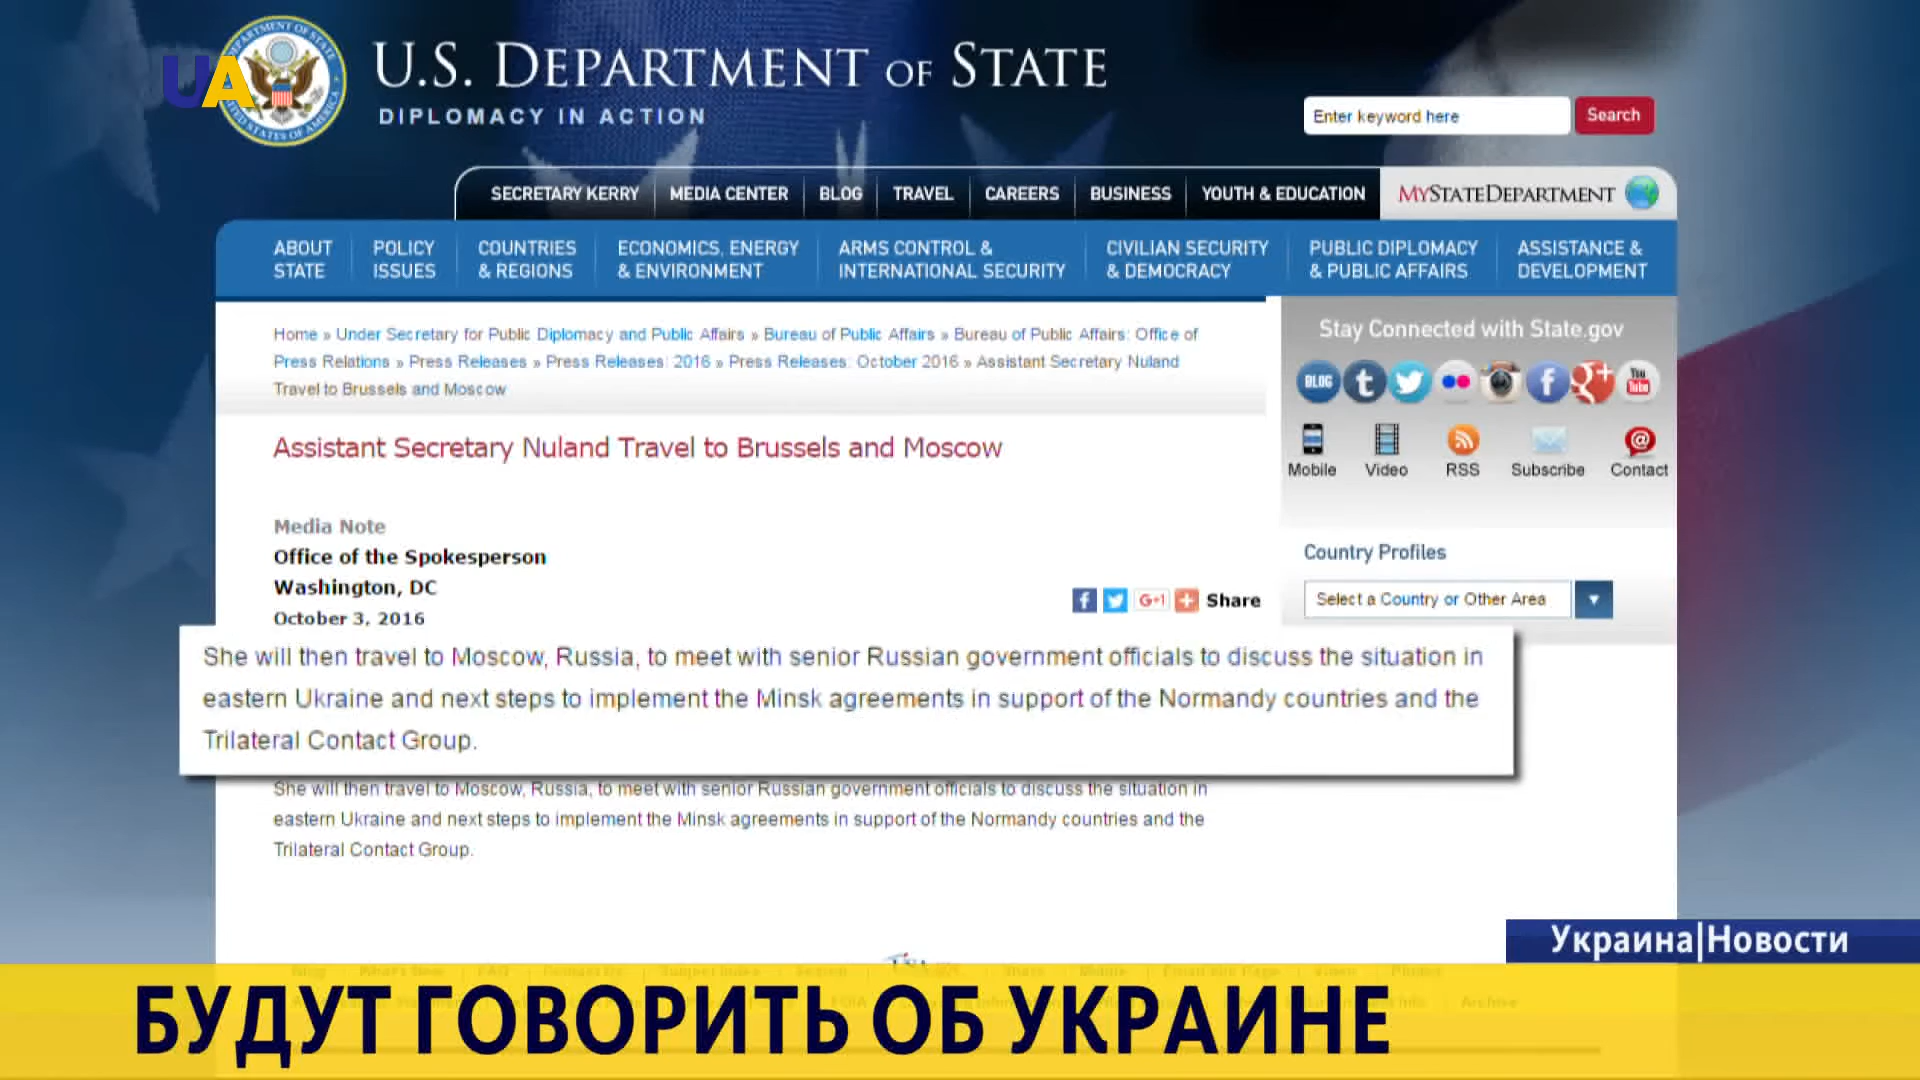 UA
U.S. DEPARTMENT OF STATE
DIPLOMACY IN ACTION
Enter keyword here
Search
SECRETARY KERRY MEDIA CENTER BLOG TRAVEL CAREERS BUSINESS YOUTH & EDUCATION MYSTATEDEPARTMENT
ABOUT STATE
POLICY ISSUES
COUNTRIES & REGIONS
ECONOMICS, ENERGY & ENVIRONMENT
ARMS CONTROL & INTERNATIONAL SECURITY
CIVILIAN SECURITY & DEMOCRACY
PUBLIC DIPLOMACY & PUBLIC AFFAIRS
ASSISTANCE & DEVELOPMENT
Home » Under Secretary for Public Diplomacy and Public Affairs » Bureau of Public Affairs » Bureau of Public Affairs: Office of
Press Relations » Press Releases » Press Releases: 2016 » Press Releases: October 2016 » Assistant Secretary Nuland
Travel to Brussels and Moscow
Stay Connected with State.gov
BLOG
You Tube
Mobile Video RSS Subscribe Contact
Assistant Secretary Nuland Travel to Brussels and Moscow
Media Note
Office of the Spokesperson
Washington, DC
October 3, 2016
G+1 Share
Country Profiles
Select a Country or Other Area
She will then travel to Moscow, Russia, to meet with senior Russian government officials to discuss the situation in
eastern Ukraine and next steps to implement the Minsk agreements in support of the Normandy countries and the
Trilateral Contact Group.
She will then travel to Moscow, Russia, to meet with senior Russian government officials to discuss the situation in
eastern Ukraine and next steps to implement the Minsk agreements in support of the Normandy countries and the
Trilateral Contact Group.
Украина|Новости
БУДУТ ГОВОРИТЬ ОБ УКРАИНЕ